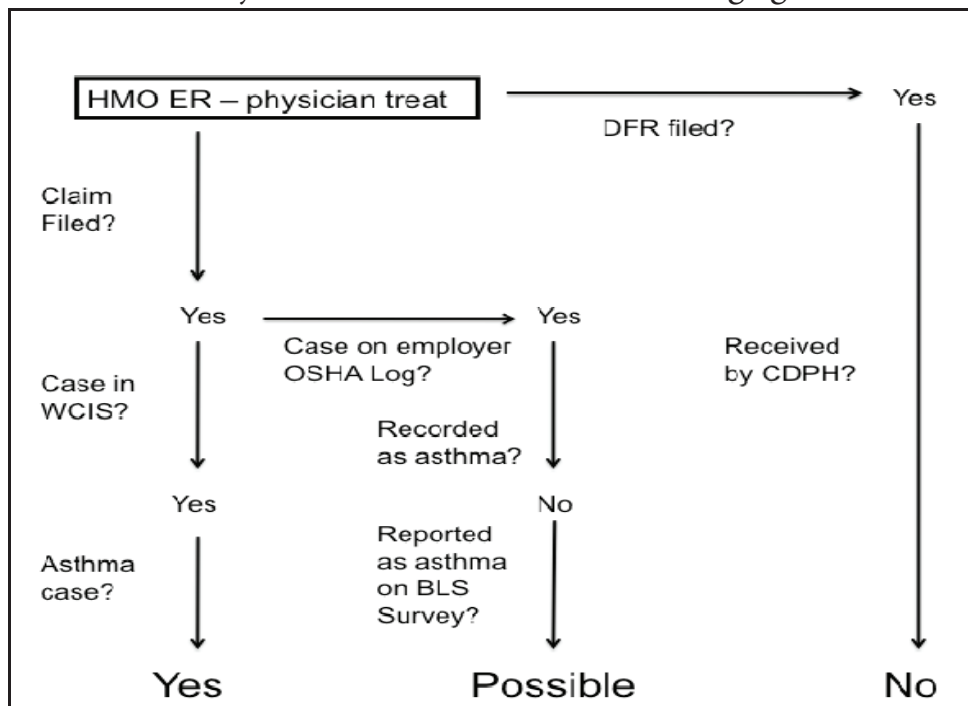 HMO ER – physician treat
DFR filed?
Yes
Claim
Filed?
Yes
Case on employer
OSHA Log?
Yes
Received
by CDPH?
Case in
WCIS?
Recorded
as asthma?
Yes
No
Asthma
case?
Reported
as asthma
on BLS
Survey?
Yes
Possible
No